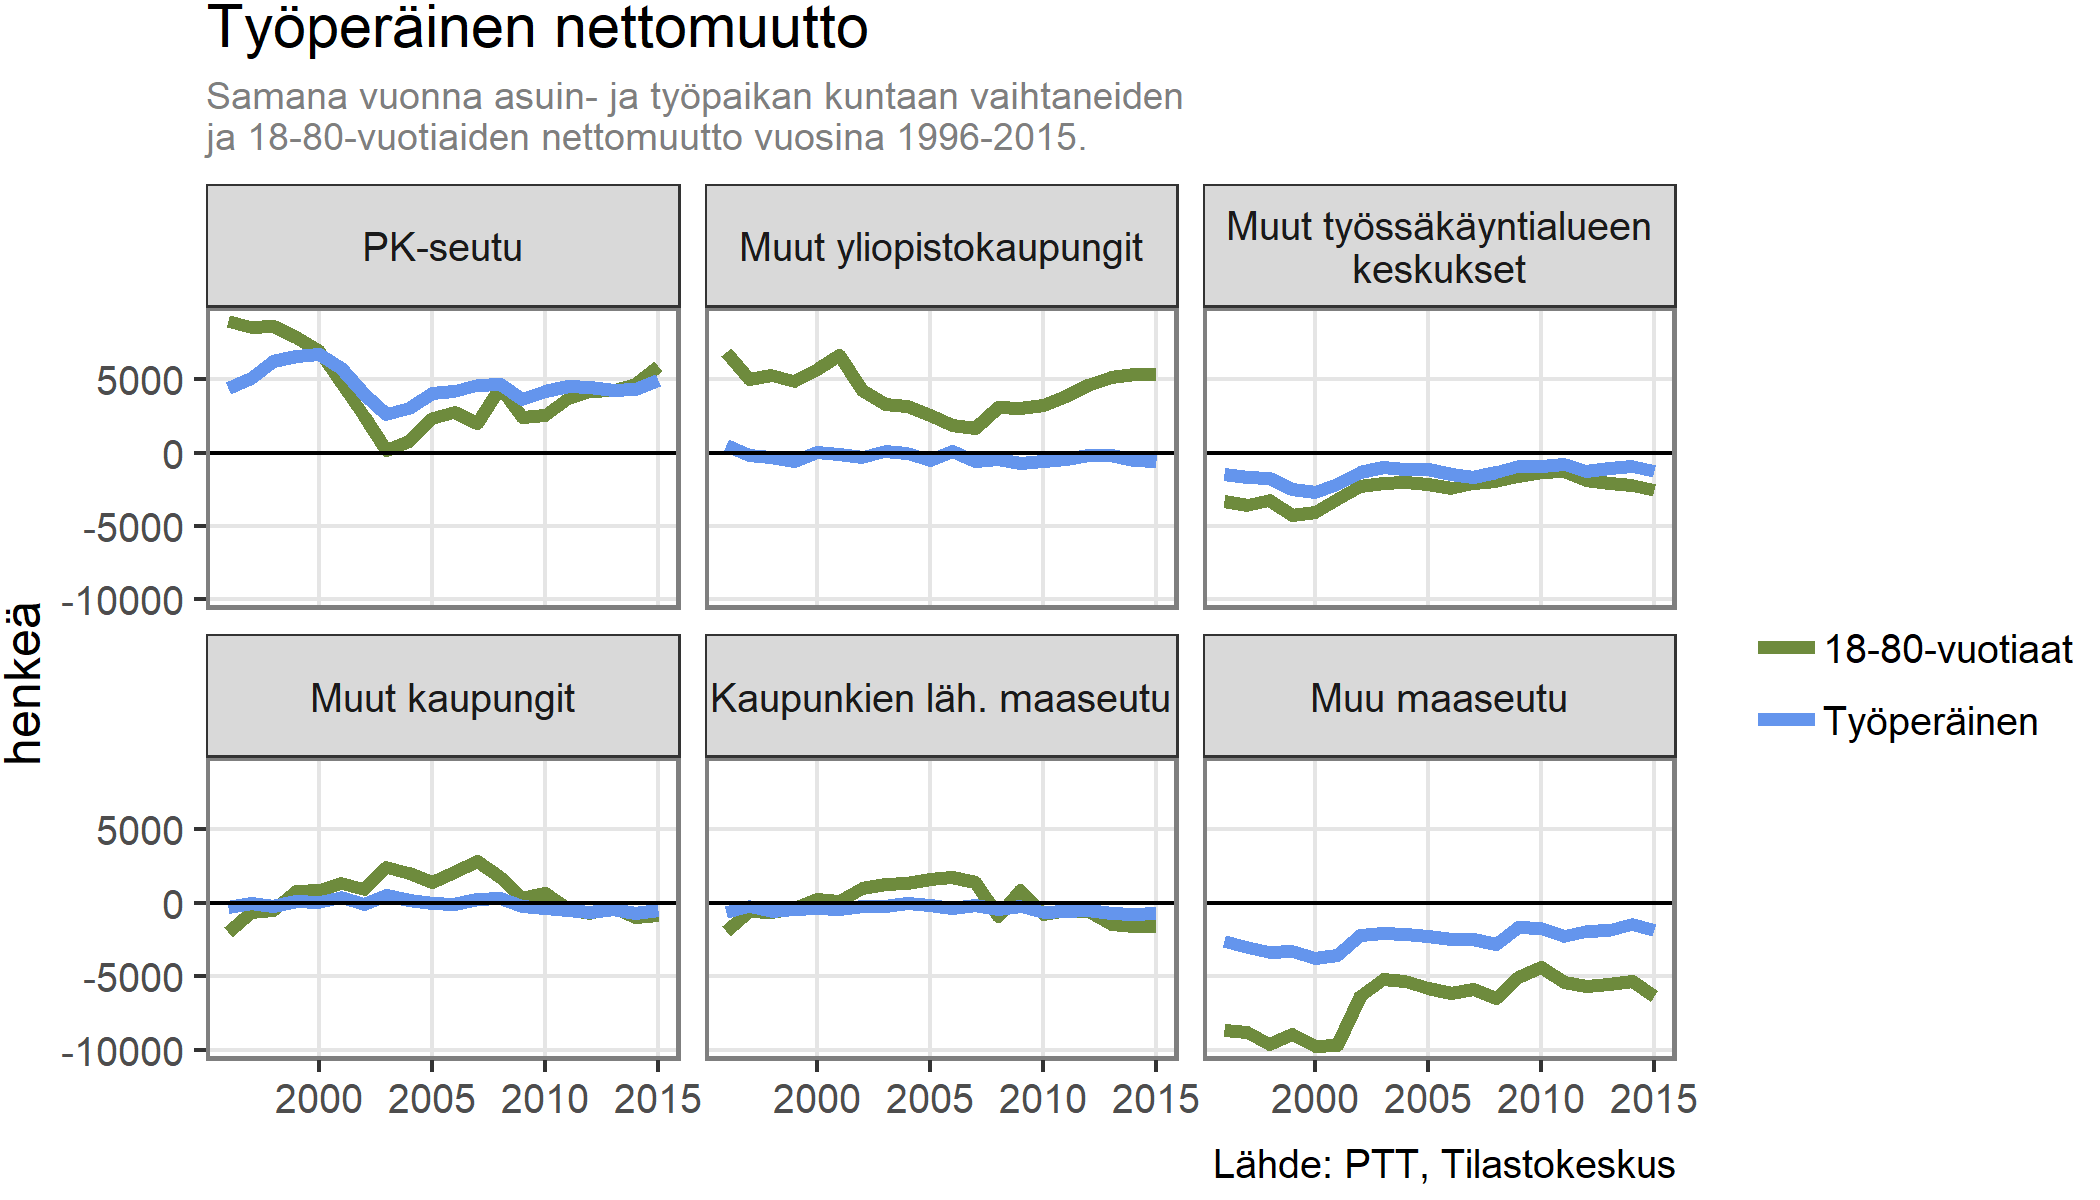 Työperäinen nettomuutto
Samana vuonna asuin- ja työpaikan kuntaan vaihtaneiden
ja 18-80-vuotiaiden nettomuutto vuosina 1996-2015.
PK-seutu
Muut yliopistokaupungit
Muut työssäkäyntialueen
keskukset
5000
0
-5000
-10000
henkeä
Muut kaupungit
Kaupunkien läh. maaseutu
Muu maaseutu
5000
0
-5000
-10000
2000 2005 2010 2015
2000 2005 2010 2015
2000 2005 2010 2015
18-80-vuotiaat
Työperäinen
Lähde: PTT, Tilastokeskus